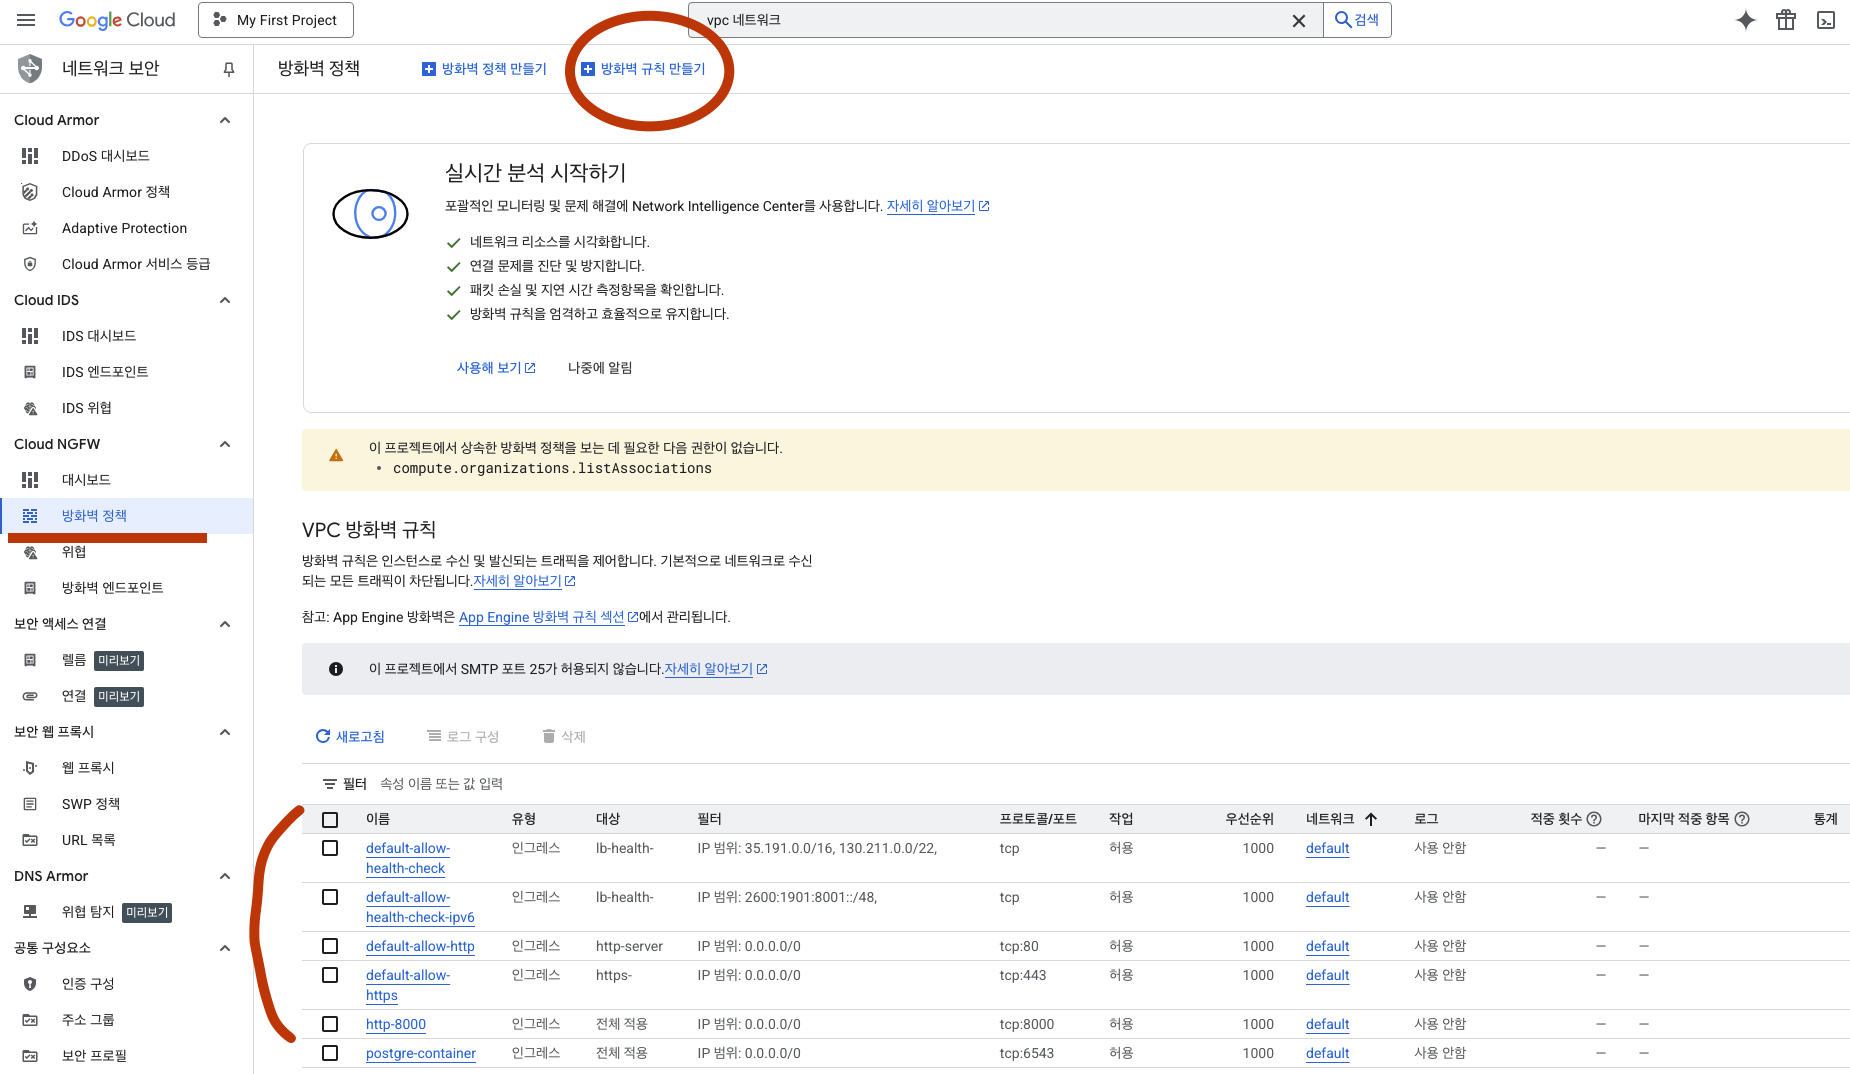 Google Cloud
My First Project
vpc 네트워크
검색
네트워크 보안
방화벽 정책
방화벽 정책 만들기
방화벽 규칙 만들기
Cloud Armor
DDoS 대시보드
Cloud Armor 정책
Adaptive Protection
Cloud Armor 서비스 등급
Cloud IDS
IDS 대시보드
IDS 엔드포인트
IDS 위협
Cloud NGFW
대시보드
방화벽 정책
위협
방화벽 엔드포인트
보안 액세스 연결
렐름 미리보기
연결 미리보기
보안 웹 프록시
웹 프록시
SWP 정책
URL 목록
DNS Armor
위협 탐지 미리보기
공통 구성요소
인증 구성
주소 그룹
보안 프로필
실시간 분석 시작하기
포괄적인 모니터링 및 문제 해결에 Network Intelligence Center를 사용합니다. 자세히 알아보기
네트워크 리소스를 시각화합니다.
연결 문제를 진단 및 방지합니다.
패킷 손실 및 지연 시간 측정항목을 확인합니다.
방화벽 규칙을 엄격하고 효율적으로 유지합니다.
사용해 보기 나중에 알림
이 프로젝트에서 상속한 방화벽 정책을 보는 데 필요한 다음 권한이 없습니다.
• compute.organizations.listAssociations
VPC 방화벽 규칙
방화벽 규칙은 인스턴스로 수신 및 발신되는 트래픽을 제어합니다. 기본적으로 네트워크로 수신
되는 모든 트래픽이 차단됩니다.자세히 알아보기
참고: App Engine 방화벽은 App Engine 방화벽 규칙 섹션에서 관리됩니다.
이 프로젝트에서 SMTP 포트 25가 허용되지 않습니다.자세히 알아보기
새로고침 로그 구성 삭제
필터 속성 이름 또는 값 입력
이름 유형 대상 필터 프로토콜/포트 작업 우선순위 네트워크 로그 적중 횟수 마지막 적중 항목 통계
default-allow- 인그레스 lb-health- IP 범위: 35.191.0.0/16, 130.211.0.0/22, tcp 허용 1000 default 사용 안함 — —
health-check
default-allow- 인그레스 lb-health- IP 범위: 2600:1901:8001::/48, tcp 허용 1000 default 사용 안함 — —
health-check-ipv6
default-allow-http 인그레스 http-server IP 범위: 0.0.0.0/0 tcp:80 허용 1000 default 사용 안함 — —
default-allow- 인그레스 https- IP 범위: 0.0.0.0/0 tcp:443 허용 1000 default 사용 안함 — —
https
http-8000 인그레스 전체 적용 IP 범위: 0.0.0.0/0 tcp:8000 허용 1000 default 사용 안함 — —
postgre-container 인그레스 전체 적용 IP 범위: 0.0.0.0/0 tcp:6543 허용 1000 default 사용 안함 — —